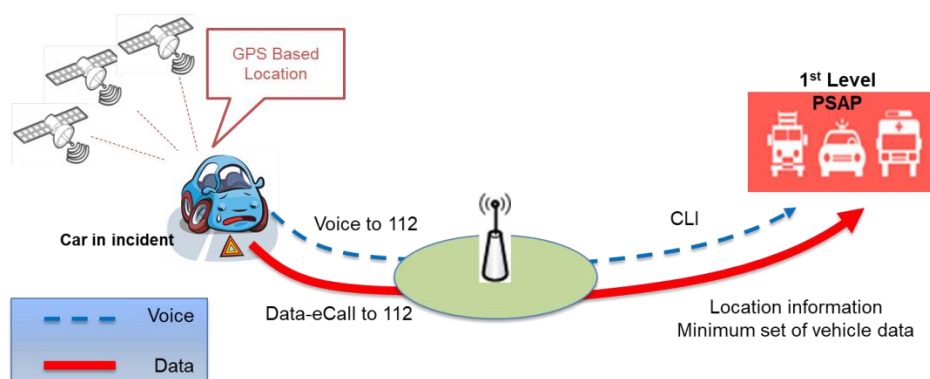 GPS Based
Location
1st Level
PSAP
Car in incident
Voice to 112
CLI
Data-eCall to 112
Location information
Minimum set of vehicle data
Voice
Data